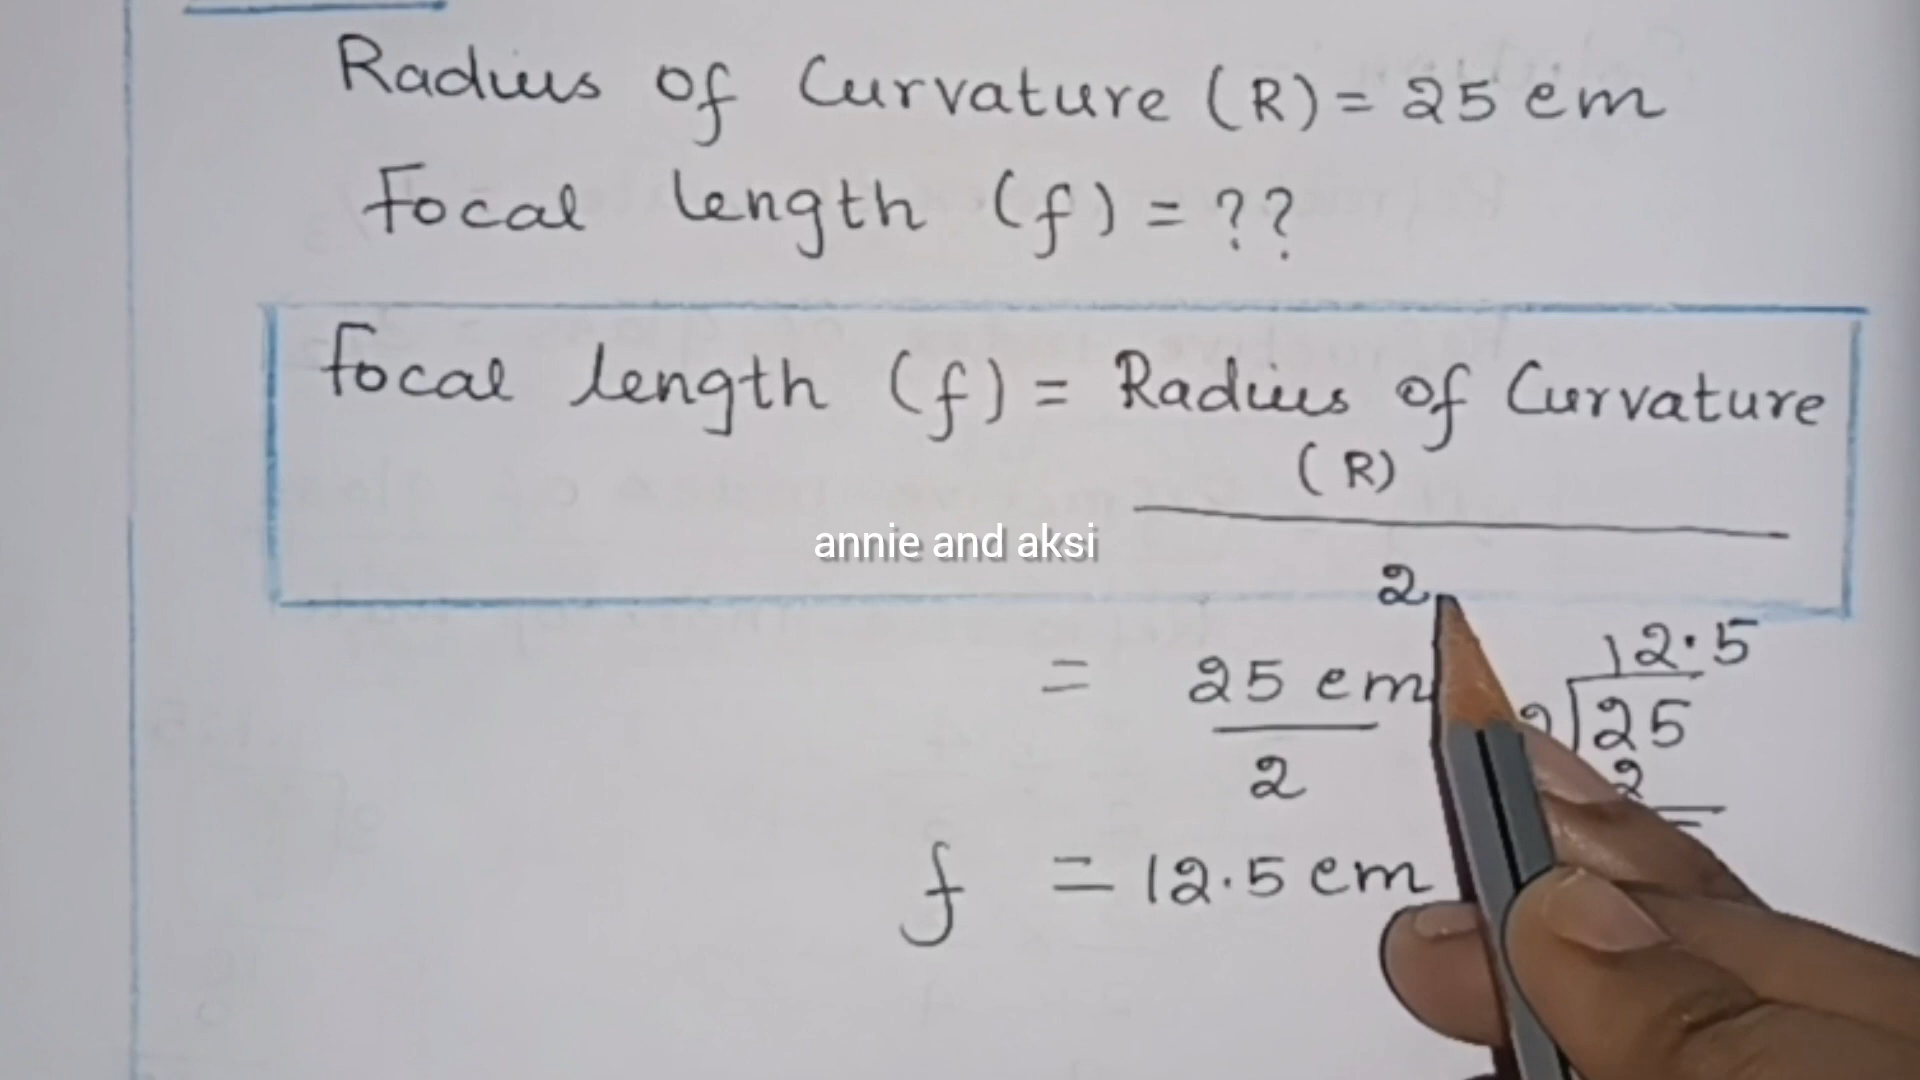 Radius of Curvature (R) = 25 cm
Focal length (f) = ??
focal length (f) = Radius of Curvature
(R)
annie and aksi
2
= 25 cm
2
12.5
2 25
2
f = 12.5 cm